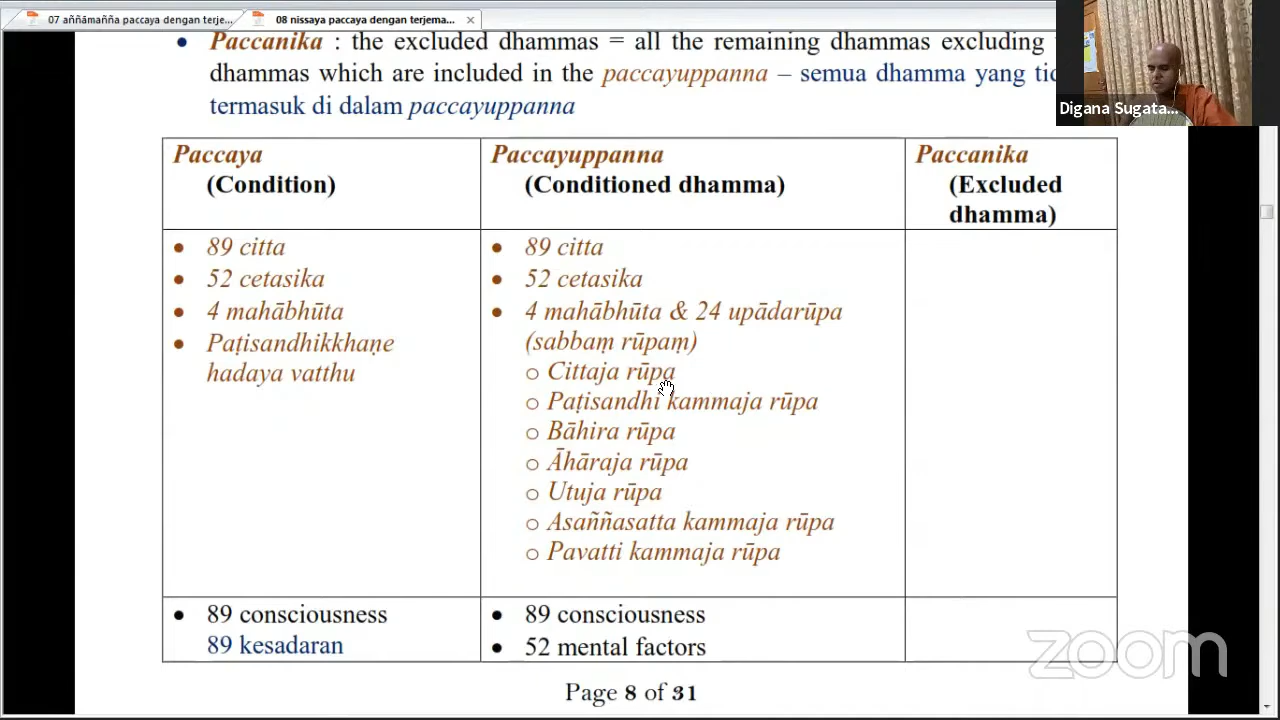 07 aññámañña paccaya dengan terje...
08 nissaya paccaya dengan terjema...
• Paccanika : the excluded dhammas = all the remaining dhammas excluding
dhammas which are included in the paccayuppanna – semua dhamma yang
termasuk di dalam paccayuppanna
Digana Sugata...
Paccaya
(Condition)
Paccayuppanna
(Conditioned dhamma)
Paccanika
(Excluded
dhamma)
• 89 citta
• 52 cetasika
• 4 mahābhūta
• Paṭisandhikkhaṇe
hadaya vatthu
• 89 citta
• 52 cetasika
• 4 mahābhūta & 24 upādarūpa
(sabbaṃ rūpaṃ)
o Cittaja rūpa
o Paṭisandhi kammaja rūpa
o Bāhira rūpa
o Āhāraja rūpa
o Utuja rūpa
o Asaññasatta kammaja rūpa
o Pavatti kammaja rūpa
• 89 consciousness
89 kesadaran
• 89 consciousness
• 52 mental factors
zoom
Page 8 of 31